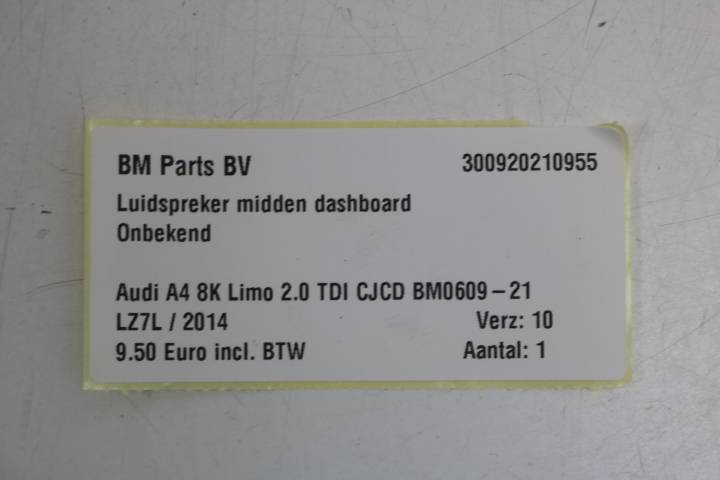 BM Parts BV 300920210955
Luidspreker midden dashboard
Onbekend
Audi A4 8K Limo 2.0 TDI CJCD BM0609-21
LZ7L / 2014 Verz: 10
9.50 Euro incl. BTW Aantal: 1